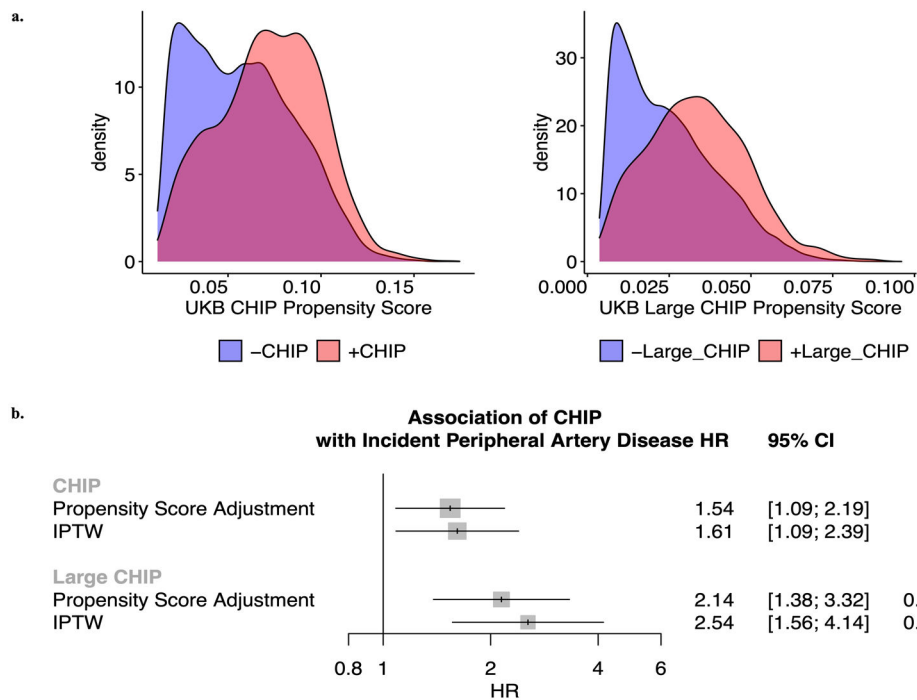 a.
density
10
5
0
0.05 0.10 0.15
UKB CHIP Propensity Score
−CHIP +CHIP
density
30
20
10
0
0.000 0.025 0.050 0.075 0.100
UKB Large CHIP Propensity Score
−Large_CHIP +Large_CHIP
b.
Association of CHIP
with Incident Peripheral Artery Disease HR 95% CI
CHIP
Propensity Score Adjustment 1.54 [1.09; 2.19]
IPTW 1.61 [1.09; 2.39]
Large CHIP
Propensity Score Adjustment 2.14 [1.38; 3.32] 0.
IPTW 2.54 [1.56; 4.14] 0.
0.8 1 2 4 6
HR